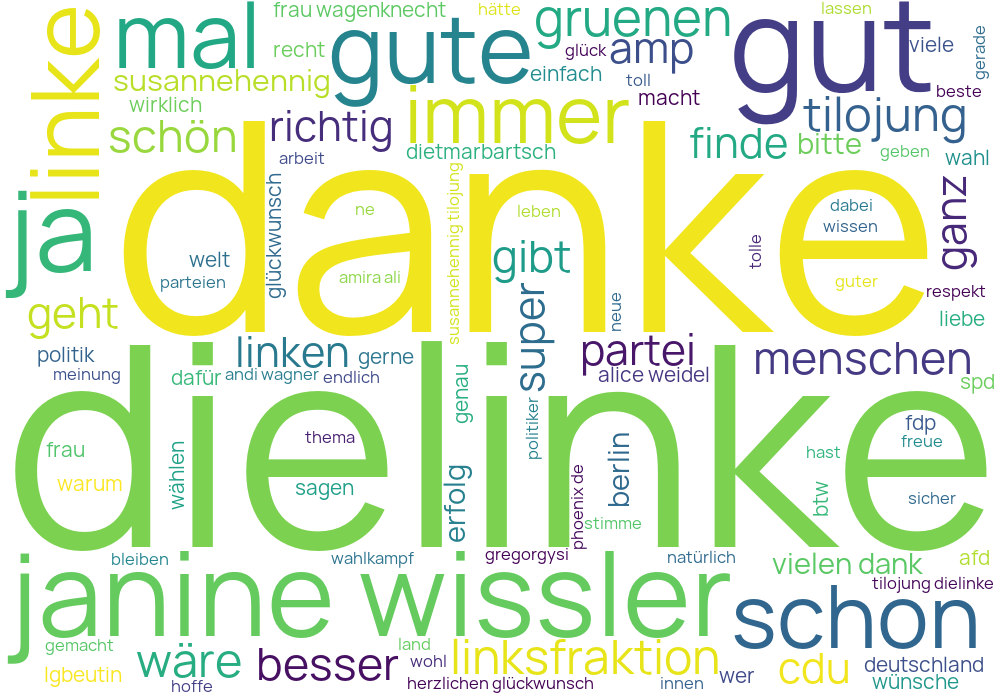 linke
mal
frau wagenknecht
hätte
gruenen
lassen
recht
gute
glück
amp
gut
viele
gerade
susannehennig
einfach
toll
wirklich
immer
macht
beste
schön
richtig
dietmarbartsch
finde
bitte
tilojung
geben
wahl
arbeit
ja
danke
glückwunsch
ne
susannehennig tilojung
leben
dabei
wissen
ganz
welt
parteien
amira ali
gibt
tolle
guter
respekt
geht
super
neue
liebe
politik
meinung
linken
gerne
dafür
andi wagner
endlich
genau
partei
alice weidel
menschen
spd
dielinke
frau
warum
thema
wählen
sagen
erfolg
politiker
phoenix de
berlin
stimme
fdp
freue
hast
btw
sicher
bleiben
wahlkampf
gregorgysi
natürlich
vielen dank
afd
janine wissler
tilojung dielinke
schon
gemacht
lgbeutin
wäre
hoffe
besser
land
wohl
linksfraktion
herzlichen glückwunsch
innen
wer
cdu
deutschland
wünsche